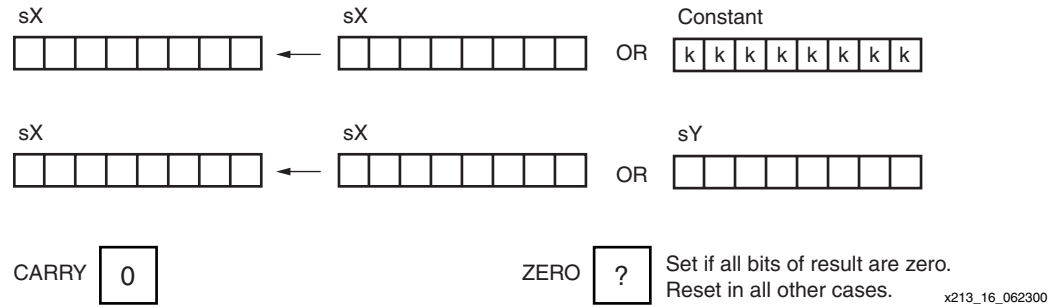 sX sX Constant
OR k k k k k k k k
sX sX sY
OR
CARRY 0 ZERO ? Set if all bits of result are zero.
Reset in all other cases.
x213_16_062300